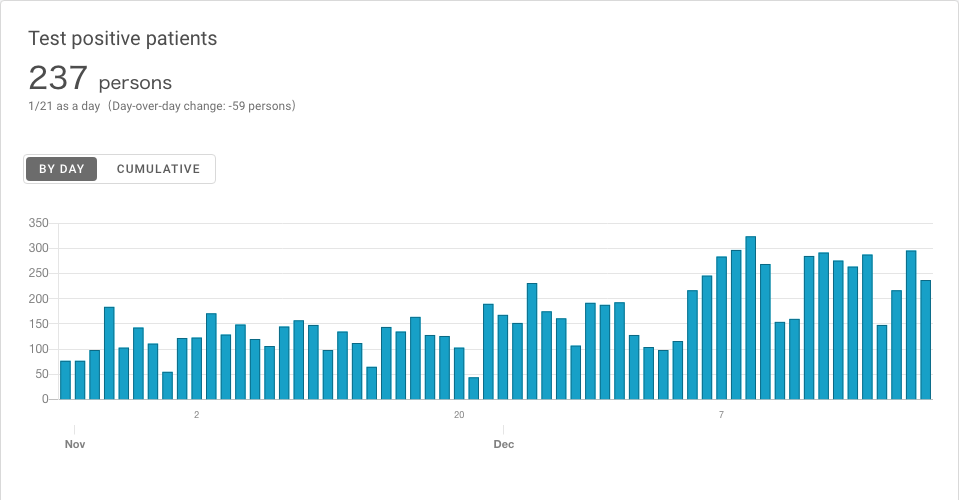 Test positive patients
237 persons
1/21 as a day（Day-over-day change: -59 persons）
BY DAY CUMULATIVE
350
300
250
200
150
100
50
0
2 20 7
Nov Dec